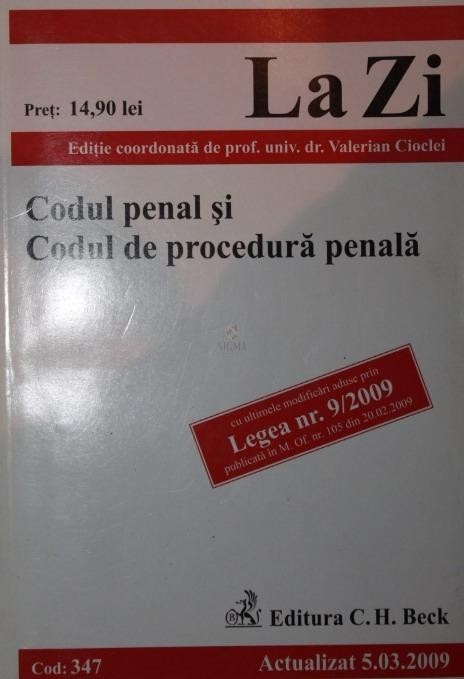 La Zi
Preț: 14,90 lei
Ediție coordonată de prof. univ. dr. Valerian Cioclei
Codul penal și
Codul de procedură penală
SIGMA
cu ultimele modificări aduse prin
Legea nr. 9/2009
publicată în M. Of. nr. 105 din 20.02.2009
B
Editura C. H. Beck
Cod: 347
Actualizat 5.03.2009